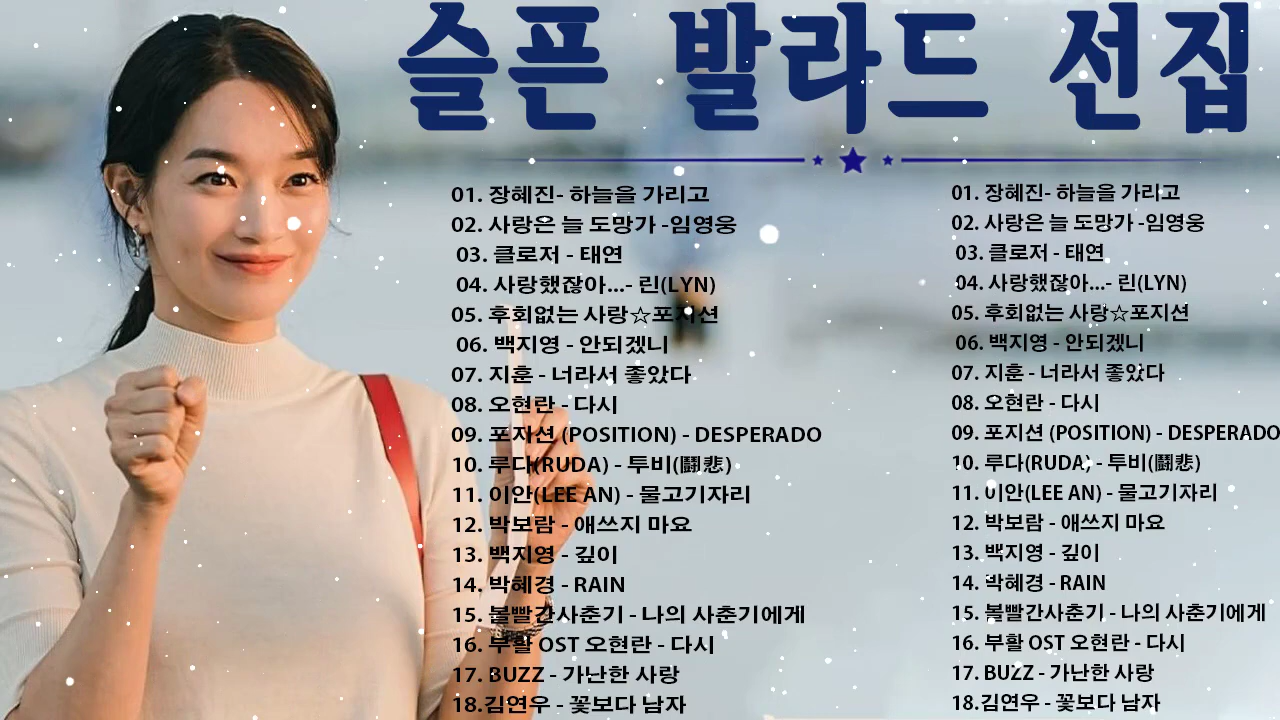 슬픈 발라드 선집
01. 장혜진- 하늘을 가리고
02. 사랑은 늘 도망가 -임영웅
03. 클로저 - 태연
04. 사랑했잖아...- 린(LYN)
05. 후회없는 사랑☆포지션
06. 백지영 - 안되겠니
07. 지훈 - 너라서 좋았다
08. 오현란 - 다시
09. 포지션 (POSITION) - DESPERADO
10. 루다(RUDA) - 투비(鬪悲)
11. 이안(LEE AN) - 물고기자리
12. 박보람 - 애쓰지 마요
13. 백지영 - 깊이
14. 박혜경 - RAIN
15. 볼빨간사춘기 - 나의 사춘기에게
16. 부활 OST 오현란 - 다시
17. BUZZ - 가난한 사랑
18.김연우 - 꽃보다 남자
01. 장혜진- 하늘을 가리고
02. 사랑은 늘 도망가 -임영웅
03. 클로저 - 태연
04. 사랑했잖아...- 린(LYN)
05. 후회없는 사랑☆포지션
06. 백지영 - 안되겠니
07. 지훈 - 너라서 좋았다
08. 오현란 - 다시
09. 포지션 (POSITION) - DESPERADO
10. 루다(RUDA) - 투비(鬪悲)
11. 이안(LEE AN) - 물고기자리
12. 박보람 - 애쓰지 마요
13. 백지영 - 깊이
14. 박혜경 - RAIN
15. 볼빨간사춘기 - 나의 사춘기에게
16. 부활 OST 오현란 - 다시
17. BUZZ - 가난한 사랑
18.김연우 - 꽃보다 남자